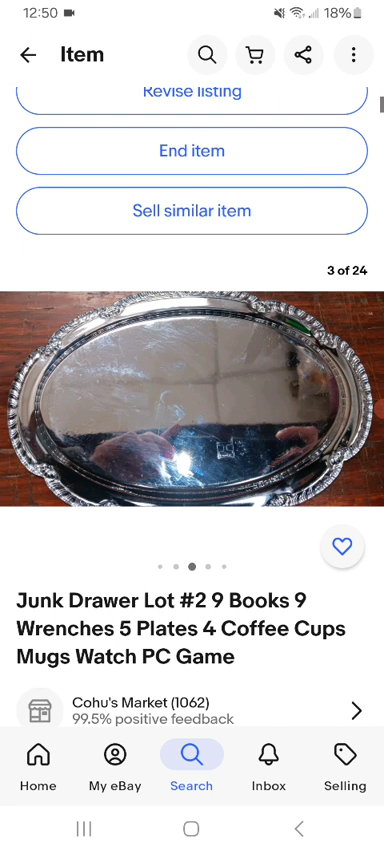 12:50
18%
Item
Revise listing
End item
Sell similar item
3 of 24
Junk Drawer Lot #2 9 Books 9
Wrenches 5 Plates 4 Coffee Cups
Mugs Watch PC Game
Cohu's Market (1062)
99.5% positive feedback
Home
My eBay
Search
Inbox
Selling